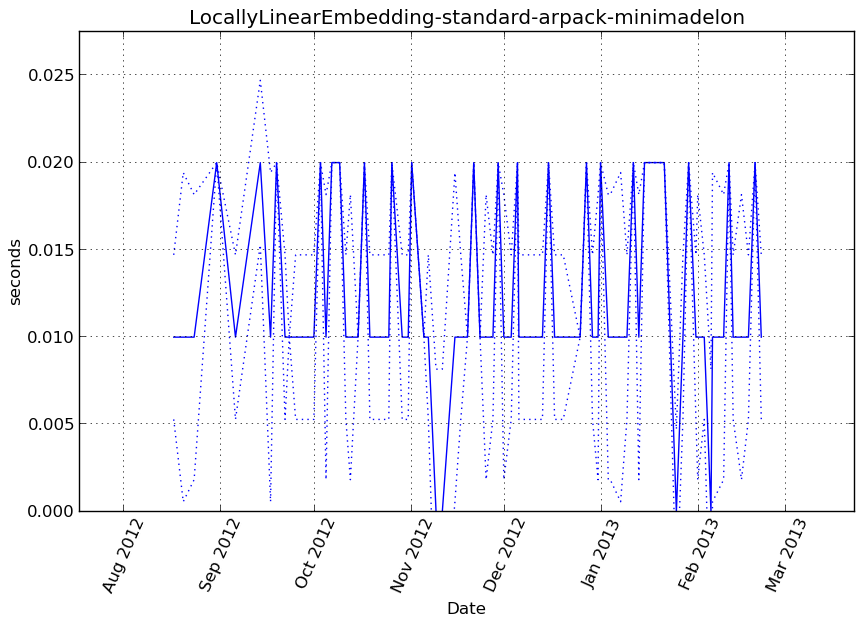 LocallyLinearEmbedding-standard-arpack-minimadelon
0.025
0.020
0.015
0.010
0.005
0.000
seconds
Aug 2012
Sep 2012
Oct 2012
Nov 2012
Dec 2012
Jan 2013
Feb 2013
Mar 2013
Date